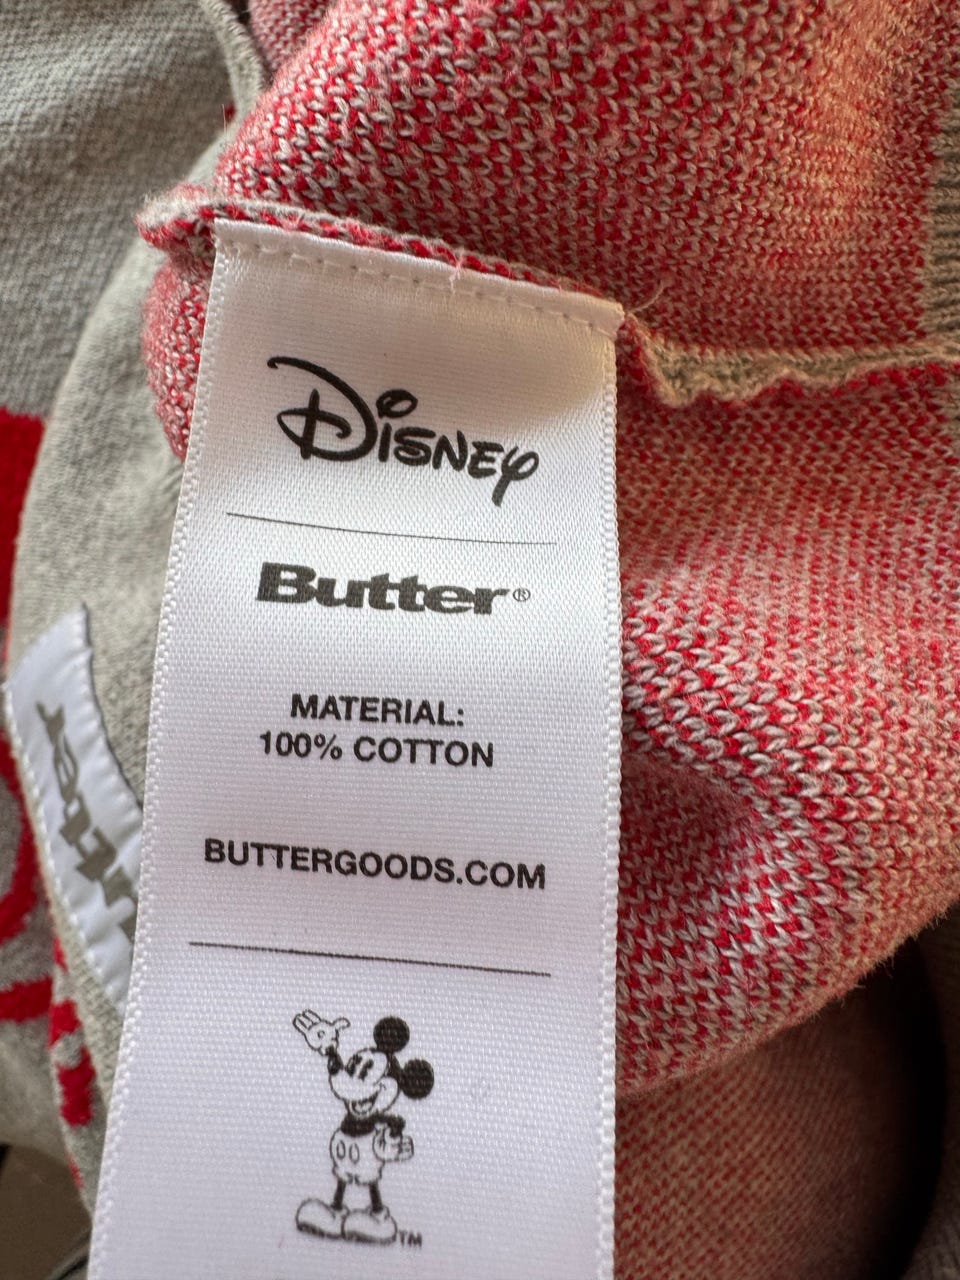 Disney
Butter®
MATERIAL:
100% COTTON
BUTTERGOODS.COM
TM